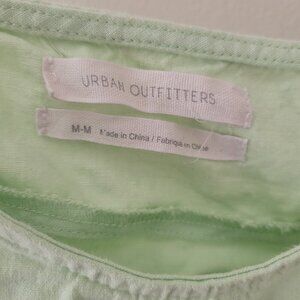 URBAN OUTFITTERS
M-M Made in China / Fabriqué en Chine